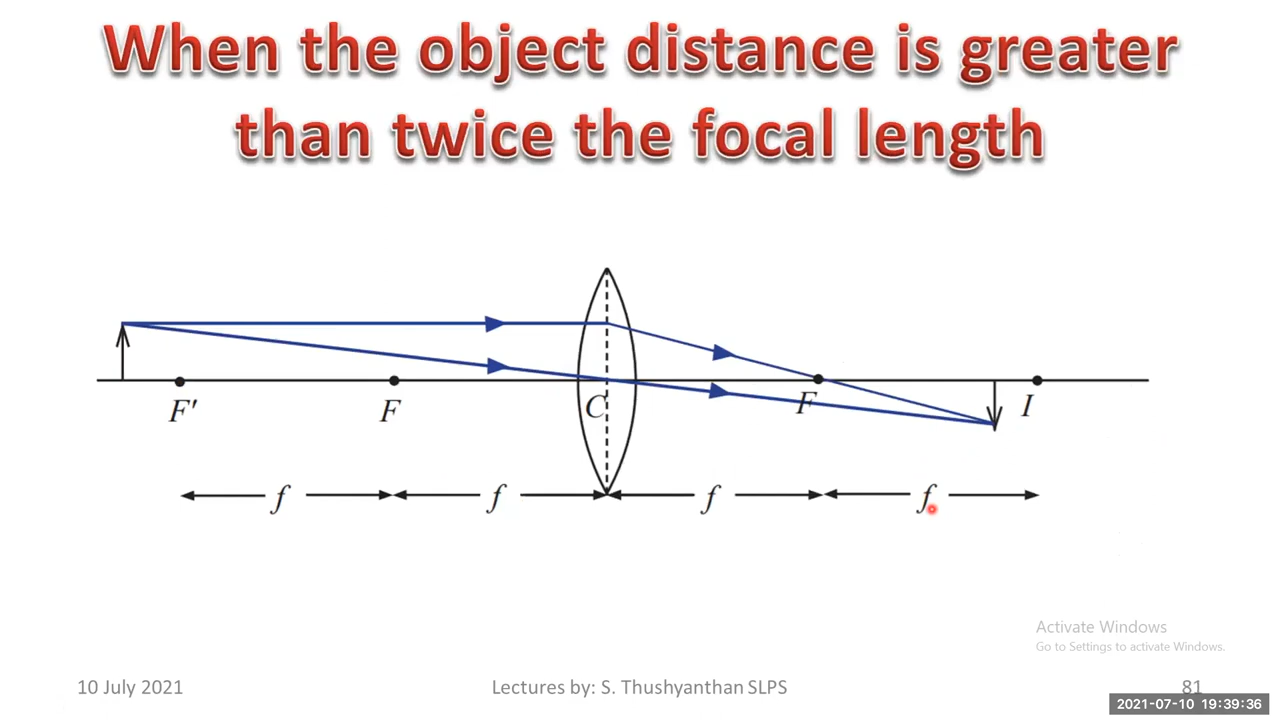 When the object distance is greater
than twice the focal length
F' F C F I
f f f f
Activate Windows
Go to Settings to activate Windows.
10 July 2021 Lectures by: S. Thushyanthan SLPS 81
2021-07-10 19:39:36